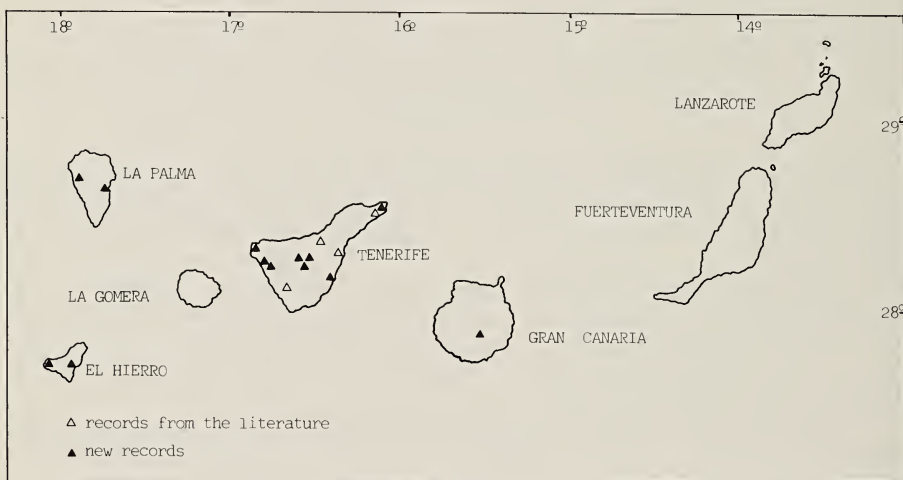 18º 17º 16º 15º 14º
LANZAROTE
29º
LA PALMA
FUERTEVENTURA
TENERIFE
LA GOMERA
28º
GRAN CANARIA
EL HIERRO
△ records from the literature
▲ new records